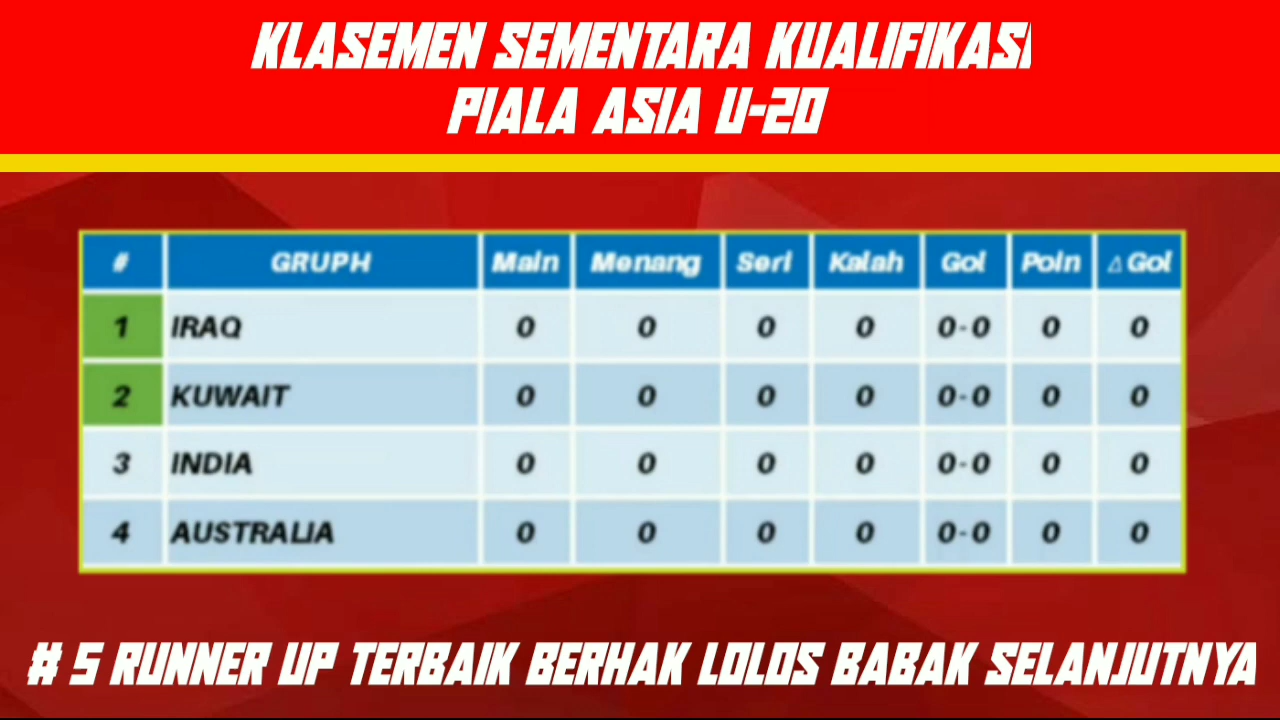 KLASEMEN SEMENTARA KUALIFIKASI
PIALA ASIA U-20
# GRUPH Main Menang Seri Kalah Gol Poin △ Gol
1 IRAQ 0 0 0 0 0-0 0 0
2 KUWAIT 0 0 0 0 0-0 0 0
3 INDIA 0 0 0 0 0-0 0 0
4 AUSTRALIA 0 0 0 0 0-0 0 0
# 5 RUNNER UP TERBAIK BERHAK LOLOS BABAK SELANJUTNYA